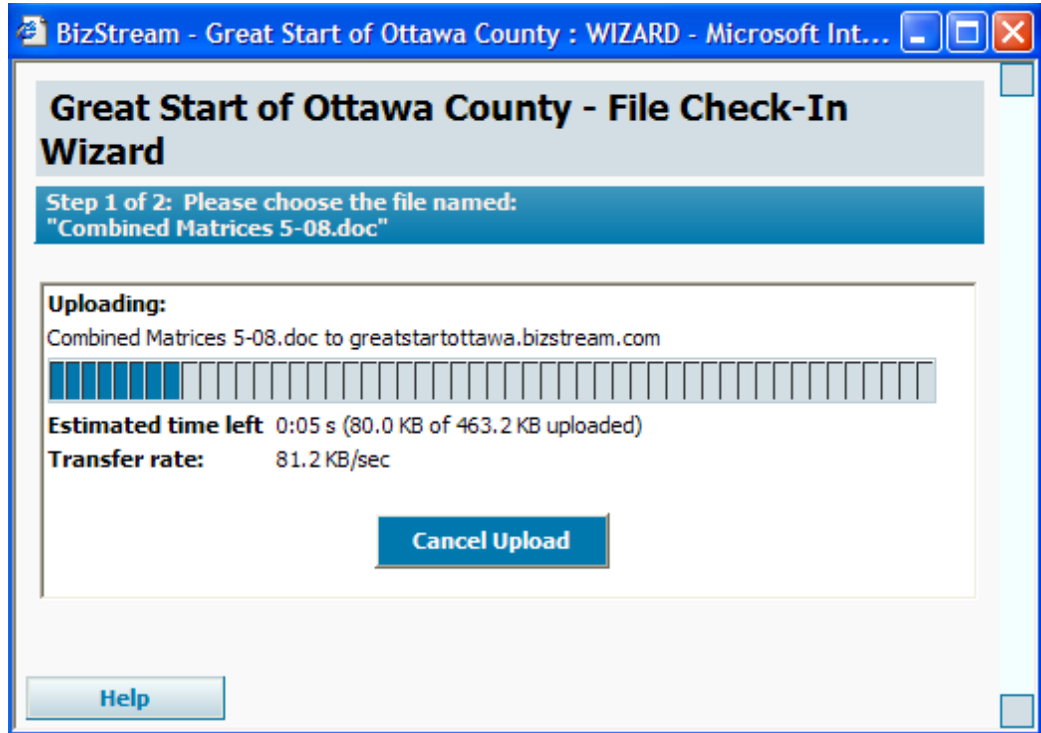 BizStream - Great Start of Ottawa County : WIZARD - Microsoft Int...
Great Start of Ottawa County - File Check-In
Wizard
Step 1 of 2: Please choose the file named:
"Combined Matrices 5-08.doc"
Uploading:
Combined Matrices 5-08.doc to greatstartottawa.bizstream.com
Estimated time left 0:05 s (80.0 KB of 463.2 KB uploaded)
Transfer rate: 81.2 KB/sec
Cancel Upload
Help